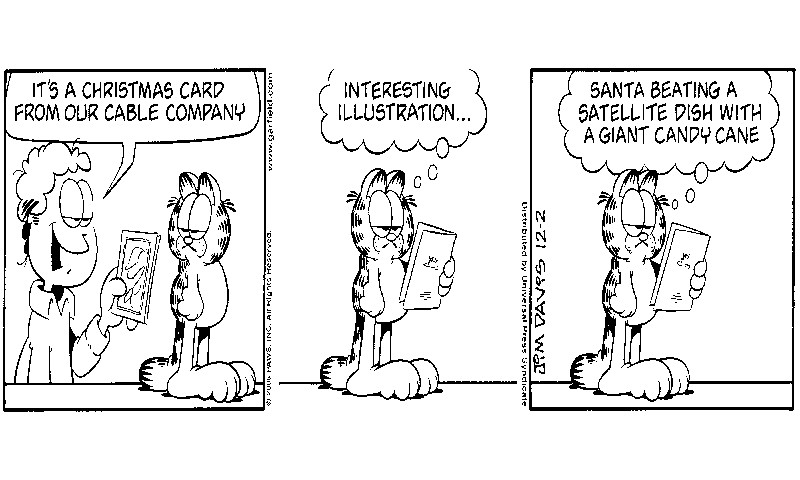 IT'S A CHRISTMAS CARD
FROM OUR CABLE COMPANY
www.garfield.com
© 2006 PAWS, INC. All Rights Reserved.
INTERESTING
ILLUSTRATION...
Distributed by Universal Press Syndicate
SANTA BEATING A
SATELLITE DISH WITH
A GIANT CANDY CANE
JIM DAVIS 12-2